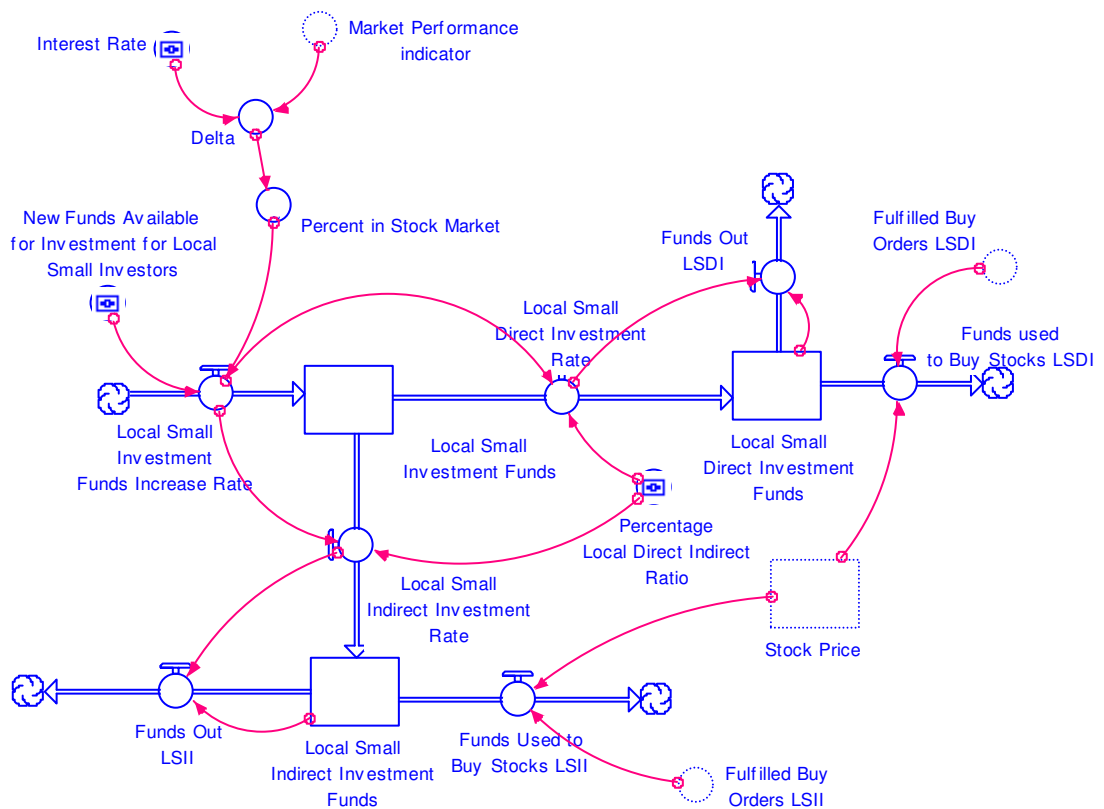 Interest Rate
Market Performance
indicator
Delta
Percent in Stock Market
New Funds Available
for Investment for Local
Small Investors
Funds Out
LSDI
Fulfilled Buy
Orders LSDI
Local Small
Direct Investment
Rate
Funds used
to Buy Stocks LSDI
Local Small
Investment
Funds Increase Rate
Local Small
Investment Funds
Local Small
Direct Investment
Funds
Percentage
Local Direct Indirect
Ratio
Local Small
Indirect Investment
Rate
Stock Price
Funds Out
LSII
Local Small
Indirect Investment
Funds
Funds Used to
Buy Stocks LSII
Fulfilled Buy
Orders LSII